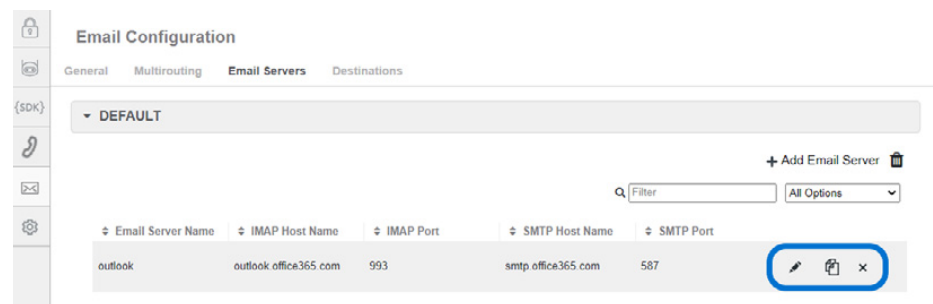 Email Configuration
General Multirouting Email Servers Destinations
{SDK}
DEFAULT
+ Add Email Server
Filter All Options
Email Server Name IMAP Host Name IMAP Port SMTP Host Name SMTP Port
outlook outlook.office365.com 993 smtp.office365.com 587